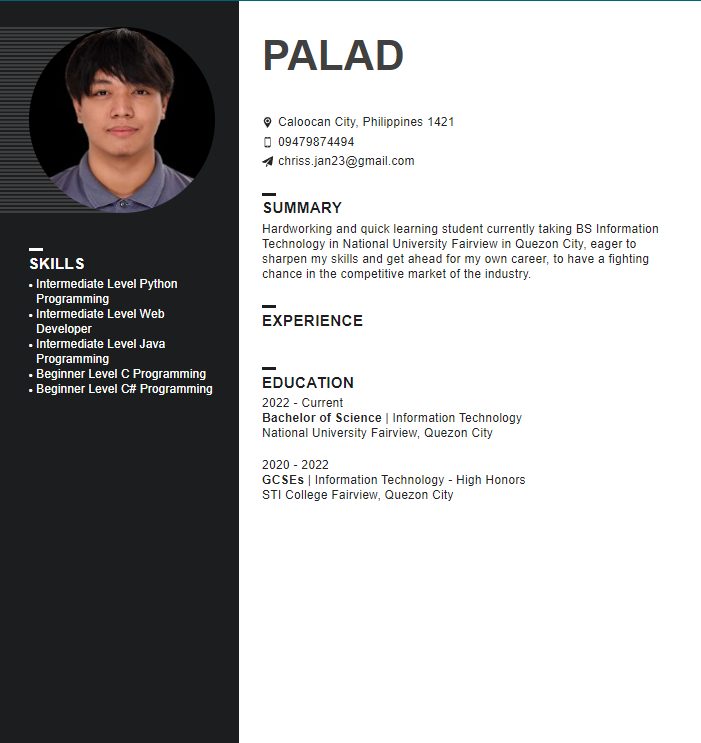 PALAD
Caloocan City, Philippines 1421
09479874494
chriss.jan23@gmail.com
SUMMARY
Hardworking and quick learning student currently taking BS Information
Technology in National University Fairview in Quezon City, eager to
sharpen my skills and get ahead for my own career, to have a fighting
chance in the competitive market of the industry.
EXPERIENCE
EDUCATION
2022 - Current
Bachelor of Science | Information Technology
National University Fairview, Quezon City
2020 - 2022
GCSEs | Information Technology - High Honors
STI College Fairview, Quezon City
SKILLS
• Intermediate Level Python
Programming
• Intermediate Level Web
Developer
• Intermediate Level Java
Programming
• Beginner Level C Programming
• Beginner Level C# Programming